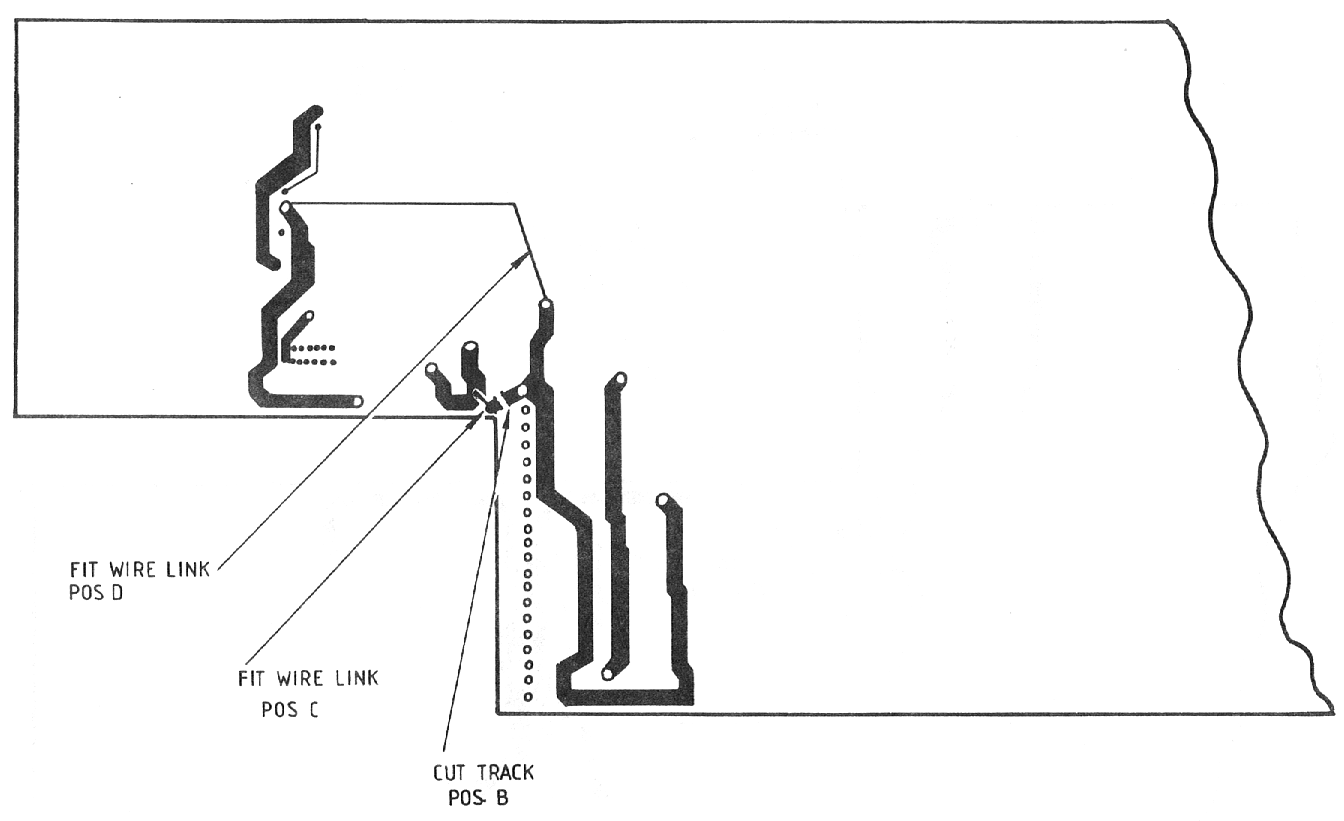 FIT WIRE LINK
POS D
FIT WIRE LINK
POS C
CUT TRACK
POS. B